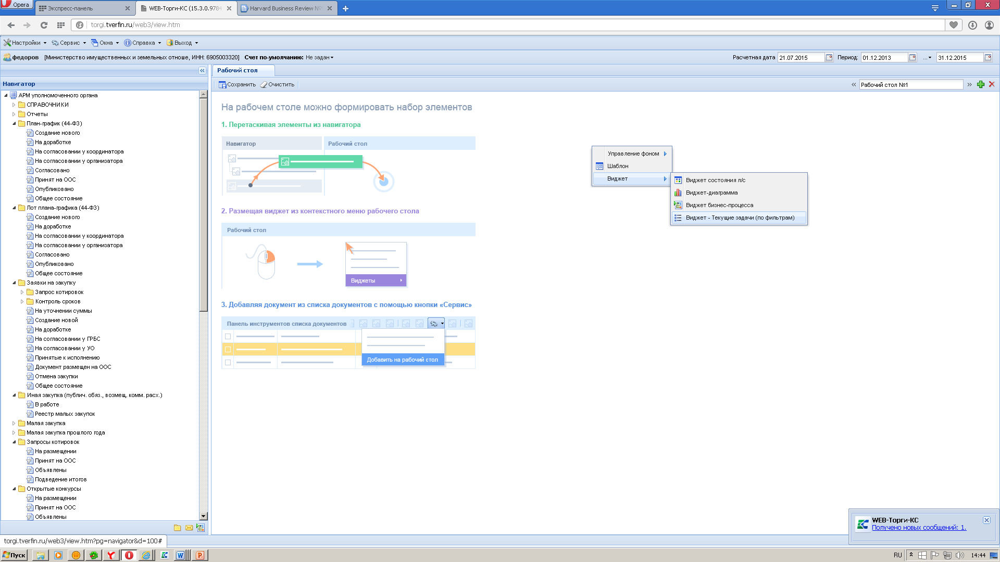 Opera
Экспресс-панель
WEB-Торги-КС (15.3.0.9784
Harvard Business Review №
torgi.tverfin.ru/web3/view.htm
Настройки
Сервис
Окна
Справка
Выход
федоров
[Министерство имущественных и земельных отноше, ИНН: 6905003320]
Счет по-умолчанию: Не задан
Расчетная дата 21.07.2015
Период: 01.12.2013
... 31.12.2015
Навигатор
АРМ уполномоченного органа
СПРАВОЧНИКИ
Отчеты
План-график (44-ФЗ)
Создание нового
На доработке
На согласовании у координатора
На согласовании у организатора
Согласовано
Принят на ООС
Опубликовано
Общее состояние
Лот плана-графика (44-ФЗ)
Создание нового
На доработке
На согласовании у координатора
На согласовании у организатора
Согласовано
Опубликовано
Общее состояние
Заявки на закупку
Запрос котировок
Контроль сроков
На уточнении суммы
Создание новой
На доработке
На согласовании у ГРБС
На согласовании у УО
Принятые к исполнению
Документ размещен на ООС
Отмена закупки
Общее состояние
Иная закупка (публич. обяз., возмещ. комм. расх.)
В работе
Реестр малых закупок
Малая закупка
Малая закупка прошлого года
Запросы котировок
На размещении
Принят на ООС
Объявлены
Подведение итогов
Открытые конкурсы
На размещении
Принят на ООС
Объявлены
Рабочий стол
Сохранить
Очистить
« Рабочий стол №1 »
На рабочем столе можно формировать набор элементов
1. Перетаскивая элементы из навигатора
Навигатор
Рабочий стол
2. Размещая виджет из контекстного меню рабочего стола
Рабочий стол
Виджеты
3. Добавляя документ из списка документов с помощью кнопки «Сервис»
Панель инструментов списка документов
Добавить на рабочий стол
Управление фоном
Шаблон
Виджет
Виджет состояния л/с
Виджет-диаграмма
Виджет бизнес-процесса
Виджет - Текущие задачи (по фильтрам)
WEB-Торги-КС
Получено новых сообщений: 1.
torgi.tverfin.ru/web3/view.htm?pg=navigator&d=100#
Пуск
RU
14:44